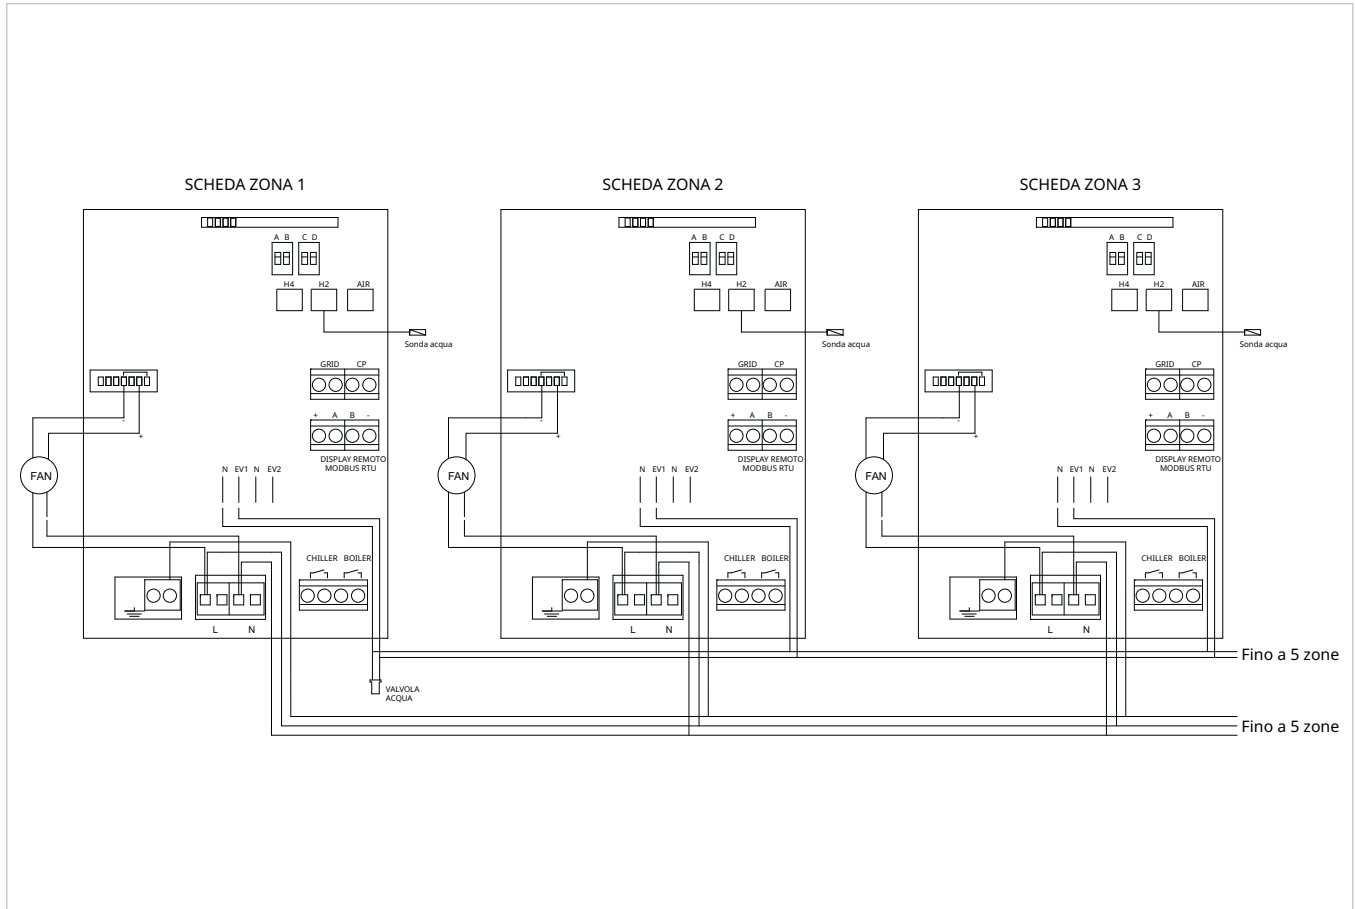 SCHEDA ZONA 1
A B C D
H4 H2 AIR
Sonda acqua
GRID CP
+ A B -
DISPLAY REMOTO
MODBUS RTU
-
+
FAN
N EV1 N EV2
CHILLER BOILER
L N
VALVOLA
ACQUA
SCHEDA ZONA 2
A B C D
H4 H2 AIR
Sonda acqua
GRID CP
+ A B -
DISPLAY REMOTO
MODBUS RTU
-
+
FAN
N EV1 N EV2
CHILLER BOILER
L N
SCHEDA ZONA 3
A B C D
H4 H2 AIR
Sonda acqua
GRID CP
+ A B -
DISPLAY REMOTO
MODBUS RTU
-
+
FAN
N EV1 N EV2
CHILLER BOILER
L N
Fino a 5 zone
Fino a 5 zone